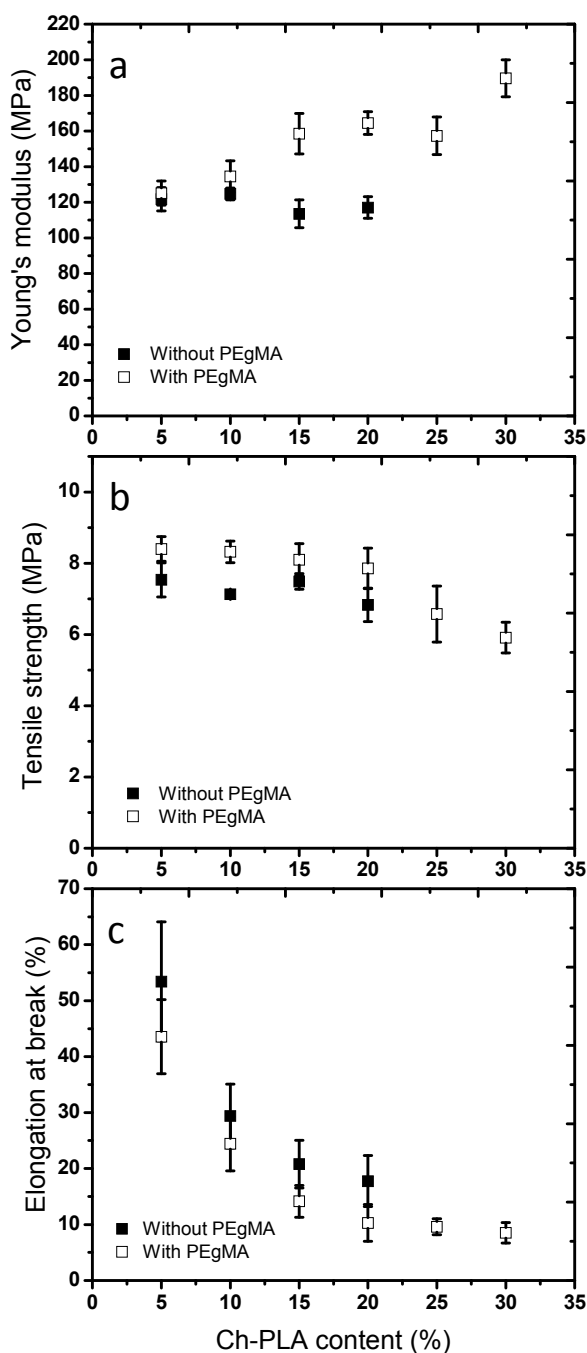 a
Young's modulus (MPa)
220
200
180
160
140
120
100
80
60
40
20
0
Without PEgMA
With PEgMA
0 5 10 15 20 25 30 35
b
Tensile strength (MPa)
10
8
6
4
2
0
Without PEgMA
With PEgMA
0 5 10 15 20 25 30 35
c
Elongation at break (%)
70
60
50
40
30
20
10
0
Without PEgMA
With PEgMA
0 5 10 15 20 25 30 35
Ch-PLA content (%)